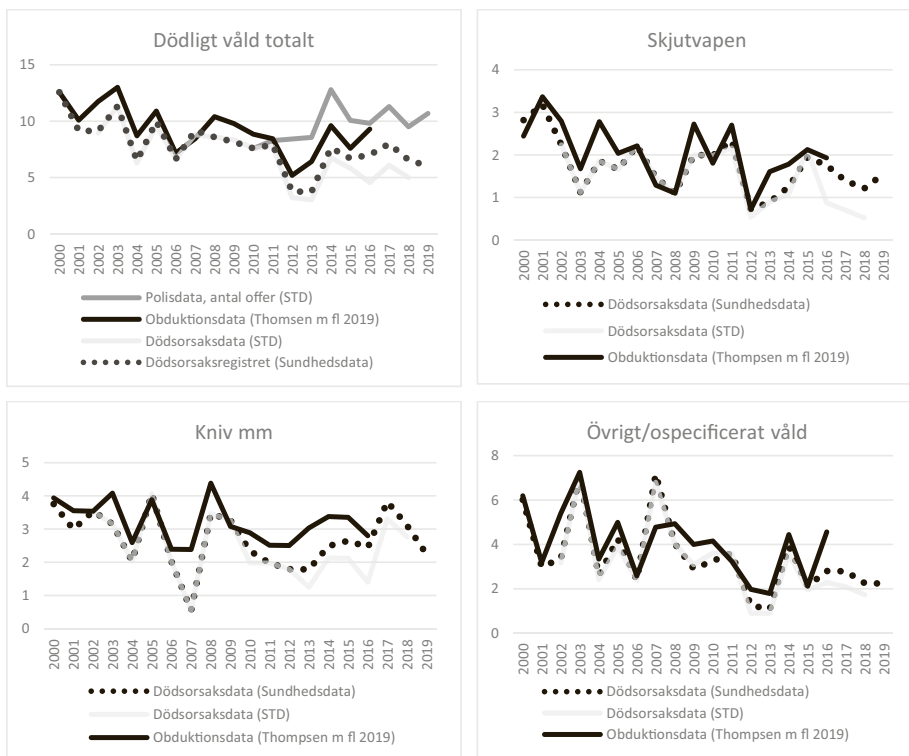 Dödligt våld totalt
15
10
5
0
2000 2001 2002 2003 2004 2005 2006 2007 2008 2009 2010 2011 2012 2013 2014 2015 2016 2017 2018 2019
Polisdata, antal offer (STD)
Obduktionsdata (Thomsen m fl 2019)
Dödsorsaksdata (STD)
Dödsorsaksregistret (Sundhedsdata)
Skjutvapen
4
3
2
1
0
2000 2001 2002 2003 2004 2005 2006 2007 2008 2009 2010 2011 2012 2013 2014 2015 2016 2017 2018 2019
Dödsorsaksdata (Sundhedsdata)
Dödsorsaksdata (STD)
Obduktionsdata (Thompsen m fl 2019)
Kniv mm
5
4
3
2
1
0
2000 2001 2002 2003 2004 2005 2006 2007 2008 2009 2010 2011 2012 2013 2014 2015 2016 2017 2018 2019
Dödsorsaksdata (Sundhedsdata)
Dödsorsaksdata (STD)
Obduktionsdata (Thompsen m fl 2019)
Övrigt/ospecificerat våld
8
6
4
2
0
2000 2001 2002 2003 2004 2005 2006 2007 2008 2009 2010 2011 2012 2013 2014 2015 2016 2017 2018 2019
Dödsorsaksdata (Sundhedsdata)
Dödsorsaksdata (STD)
Obduktionsdata (Thompsen m fl 2019)